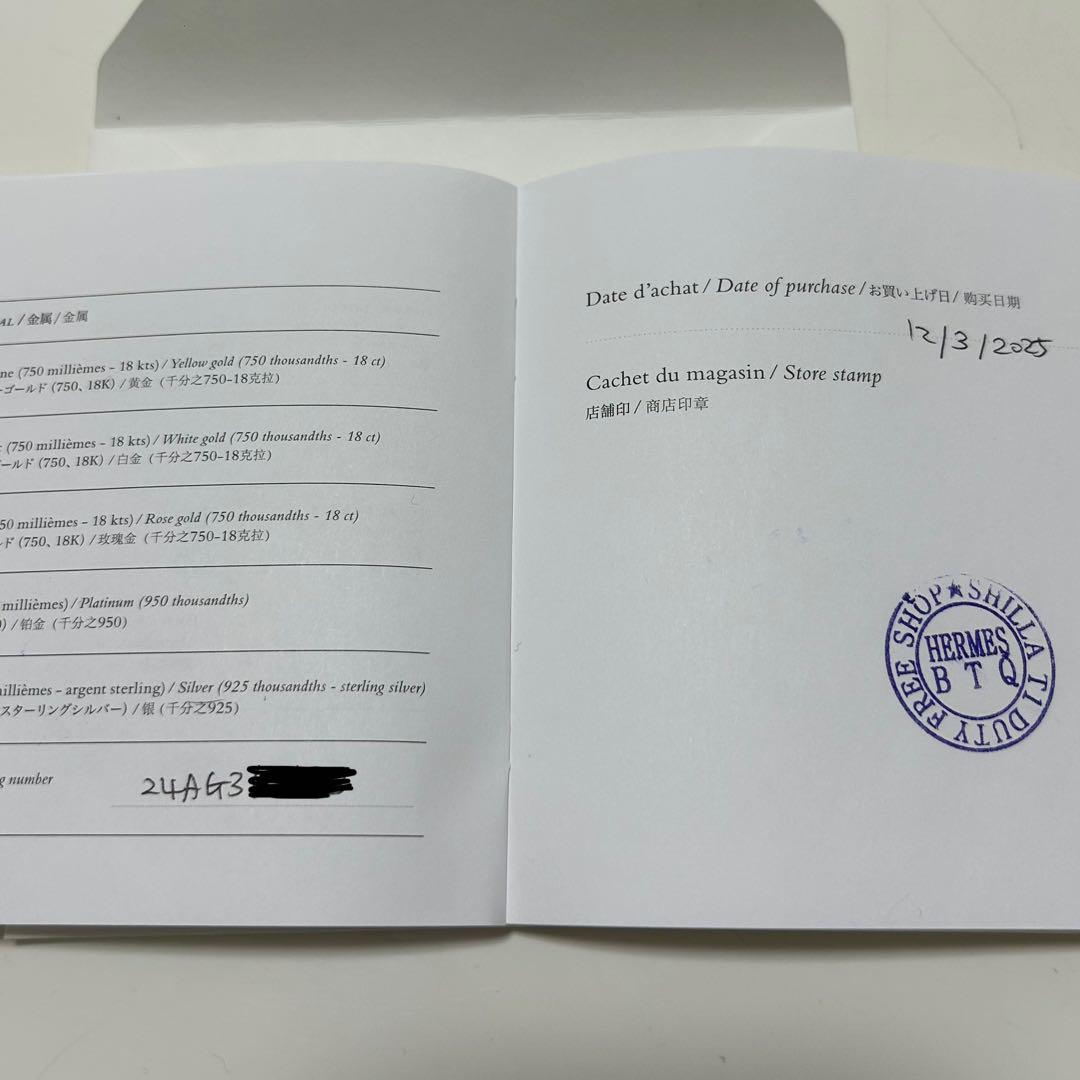 AL / 金属 / 金属
ne (750 millièmes - 18 kts) / Yellow gold (750 thousandths - 18 ct)
ーゴールド (750、18K) / 黄金（千分之750-18克拉）
(750 millièmes - 18 kts) / White gold (750 thousandths - 18 ct)
ゴールド (750、18K) / 白金（千分之750-18克拉）
50 millièmes - 18 kts) / Rose gold (750 thousandths - 18 ct)
ルド (750、18K) / 玫瑰金（千分之750-18克拉）
millièmes) / Platinum (950 thousandths)
) / 铂金（千分之950）
illièmes - argent sterling) / Silver (925 thousandths - sterling silver)
スターリングシルバー) / 银（千分之925）
g number
24AG3
Date d'achat / Date of purchase / お買い上げ日 / 购买日期
12/3/2025
Cachet du magasin / Store stamp
店舗印 / 商店印章
SHILLA T1 DUTY FREE SHOP★
HERMES
BTQ